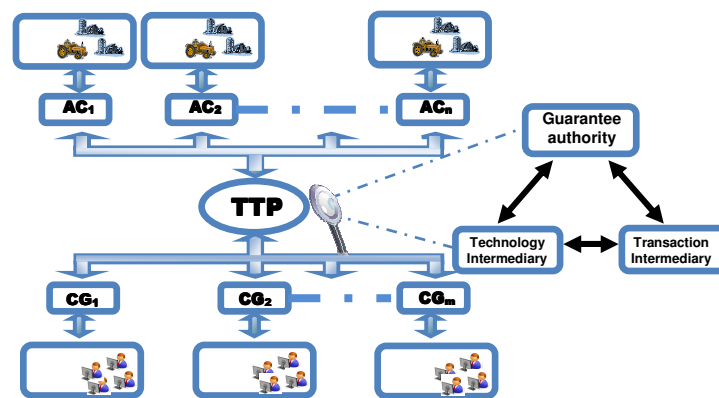 AC1
AC2
ACn
Guarantee
authority
TTP
Technology
Intermediary
Transaction
Intermediary
CG1
CG2
CGm